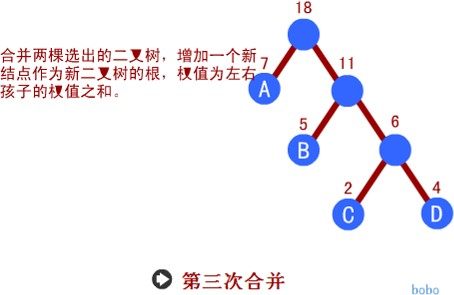 18
合并两棵选出的二叉树，增加一个新
7
11
结点作为新二叉树的根，权值为左右
A
孩子的权值之和。
5
6
B
2
4
C
D
第三次合并
bobo